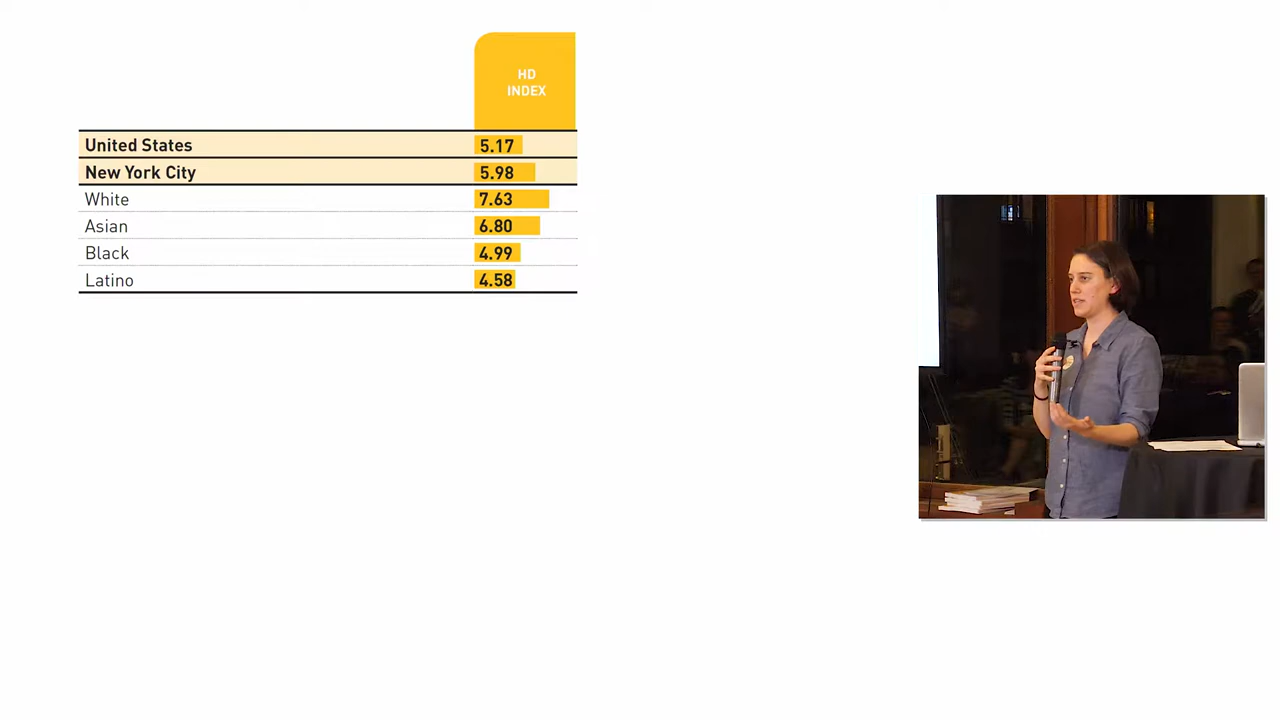 HD
INDEX
United States 5.17
New York City 5.98
White 7.63
Asian 6.80
Black 4.99
Latino 4.58